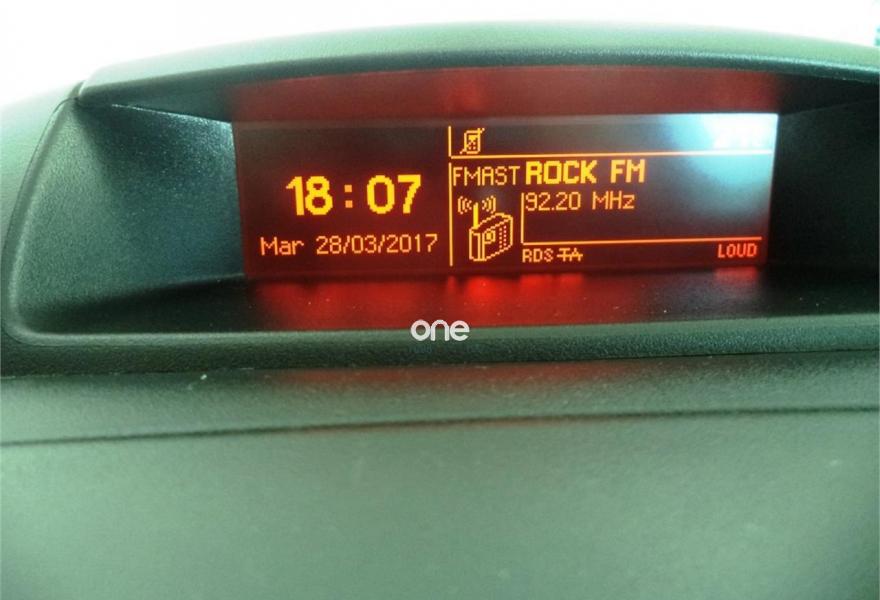 18:07
Mar 28/03/2017
FMAST ROCK FM
92.20 MHz
RDS TA
LOUD
one